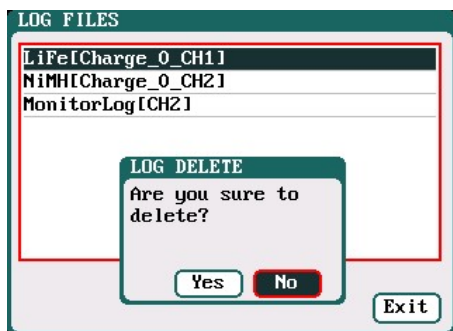 LOG FILES
LiFe[Charge_0_CH1]
NiMH[Charge_0_CH2]
MonitorLog[CH2]
LOG DELETE
Are you sure to
delete?
Yes No
Exit